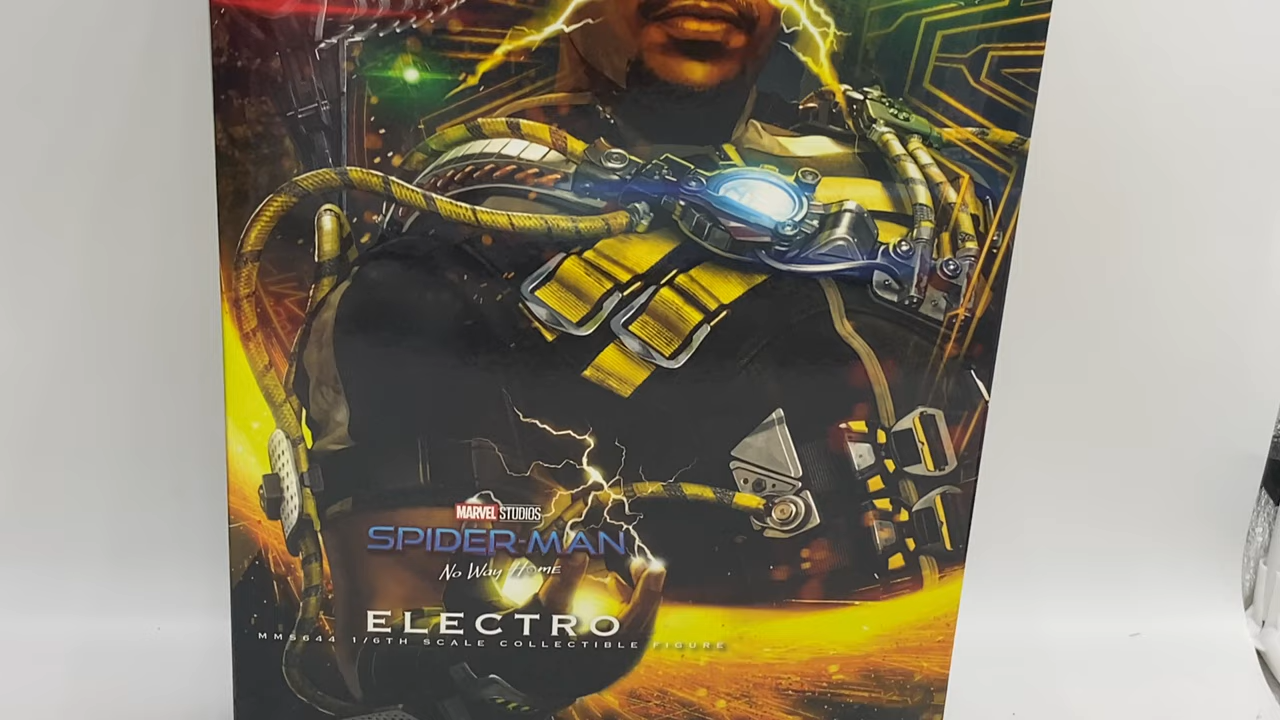 MARVEL STUDIOS
SPIDER-MAN
NO WAY HOME
ELECTRO
MMS644 1/6TH SCALE COLLECTIBLE FIGURE